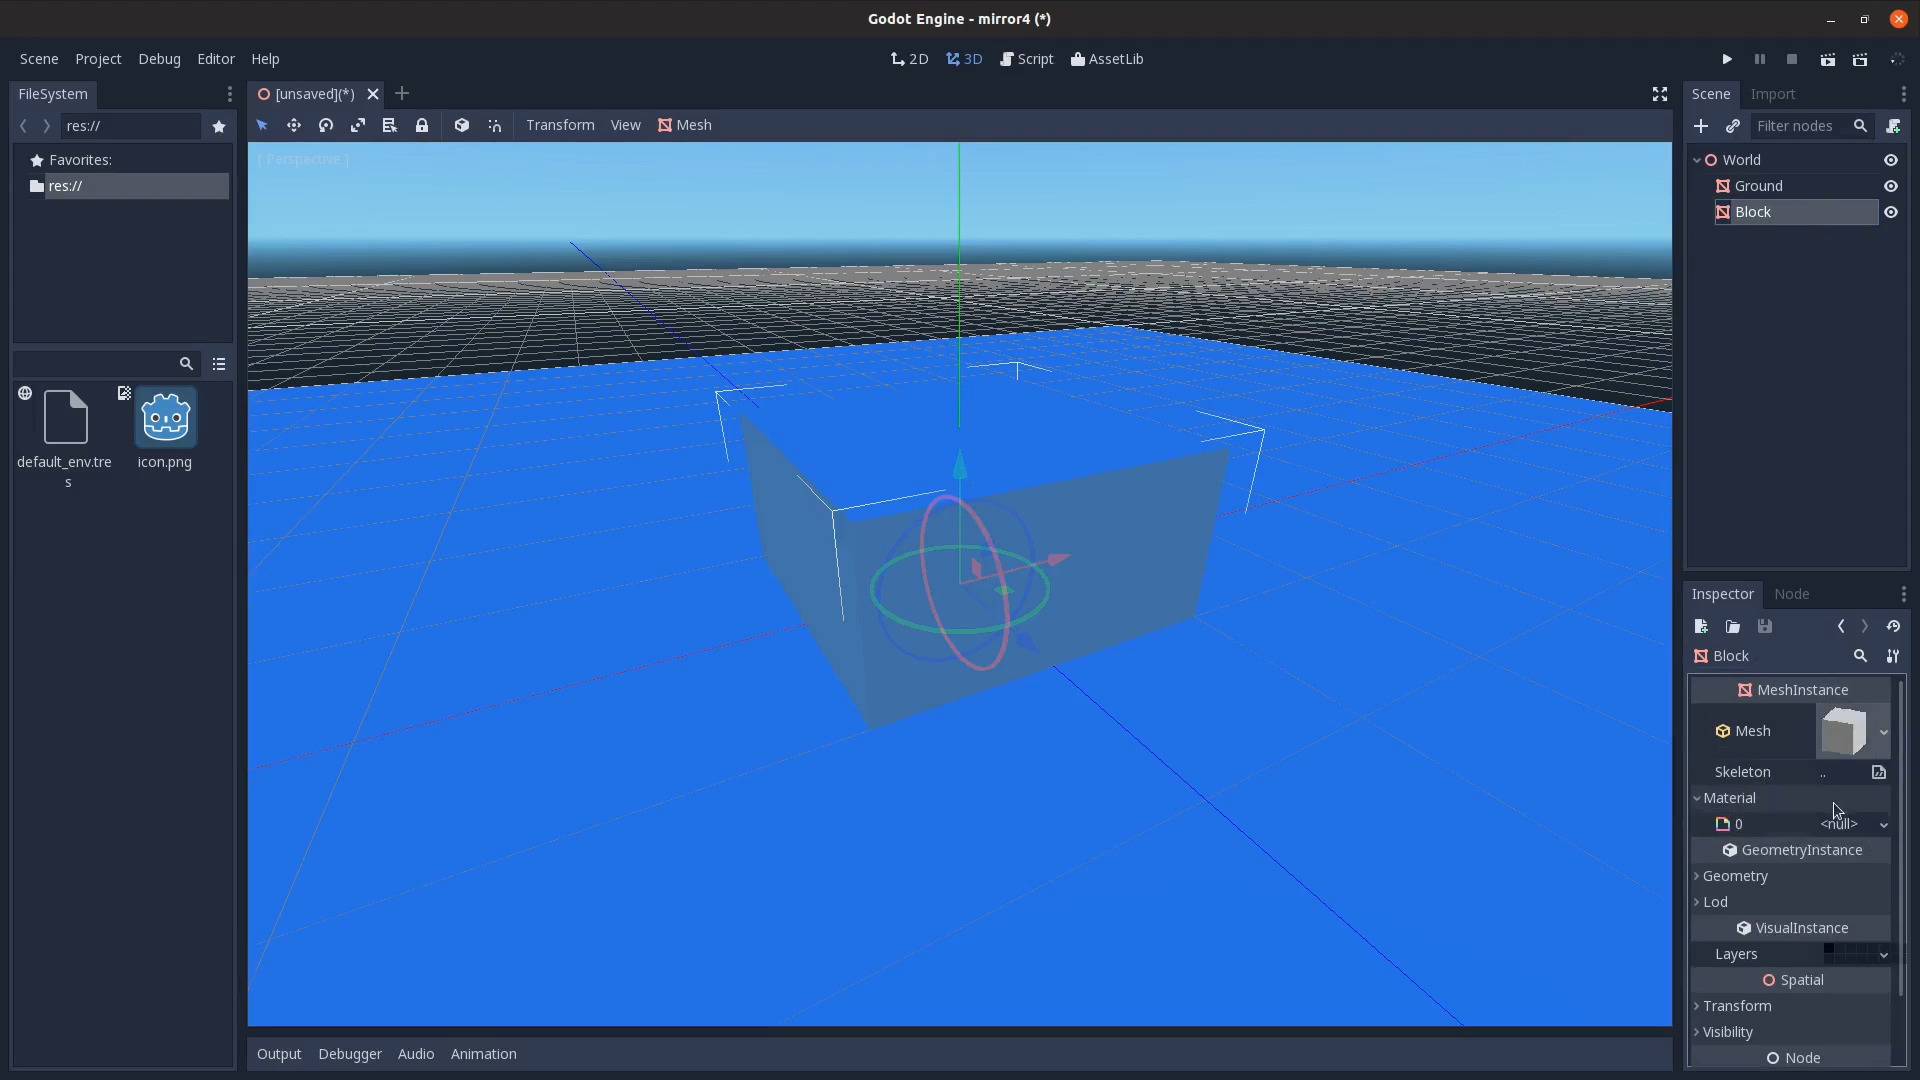 Godot Engine - mirror4 (*)
Scene Project Debug Editor Help
2D 3D Script AssetLib
FileSystem
[unsaved](*)
Scene Import
res://
Transform View Mesh
Filter nodes
[ Perspective ]
Favorites:
res://
World
Ground
Block
default_env.tre
s
icon.png
Inspector Node
Block
MeshInstance
Mesh
Skeleton ..
Material
0 <null>
GeometryInstance
Geometry
Lod
VisualInstance
Layers
Spatial
Transform
Visibility
Node
Output Debugger Audio Animation